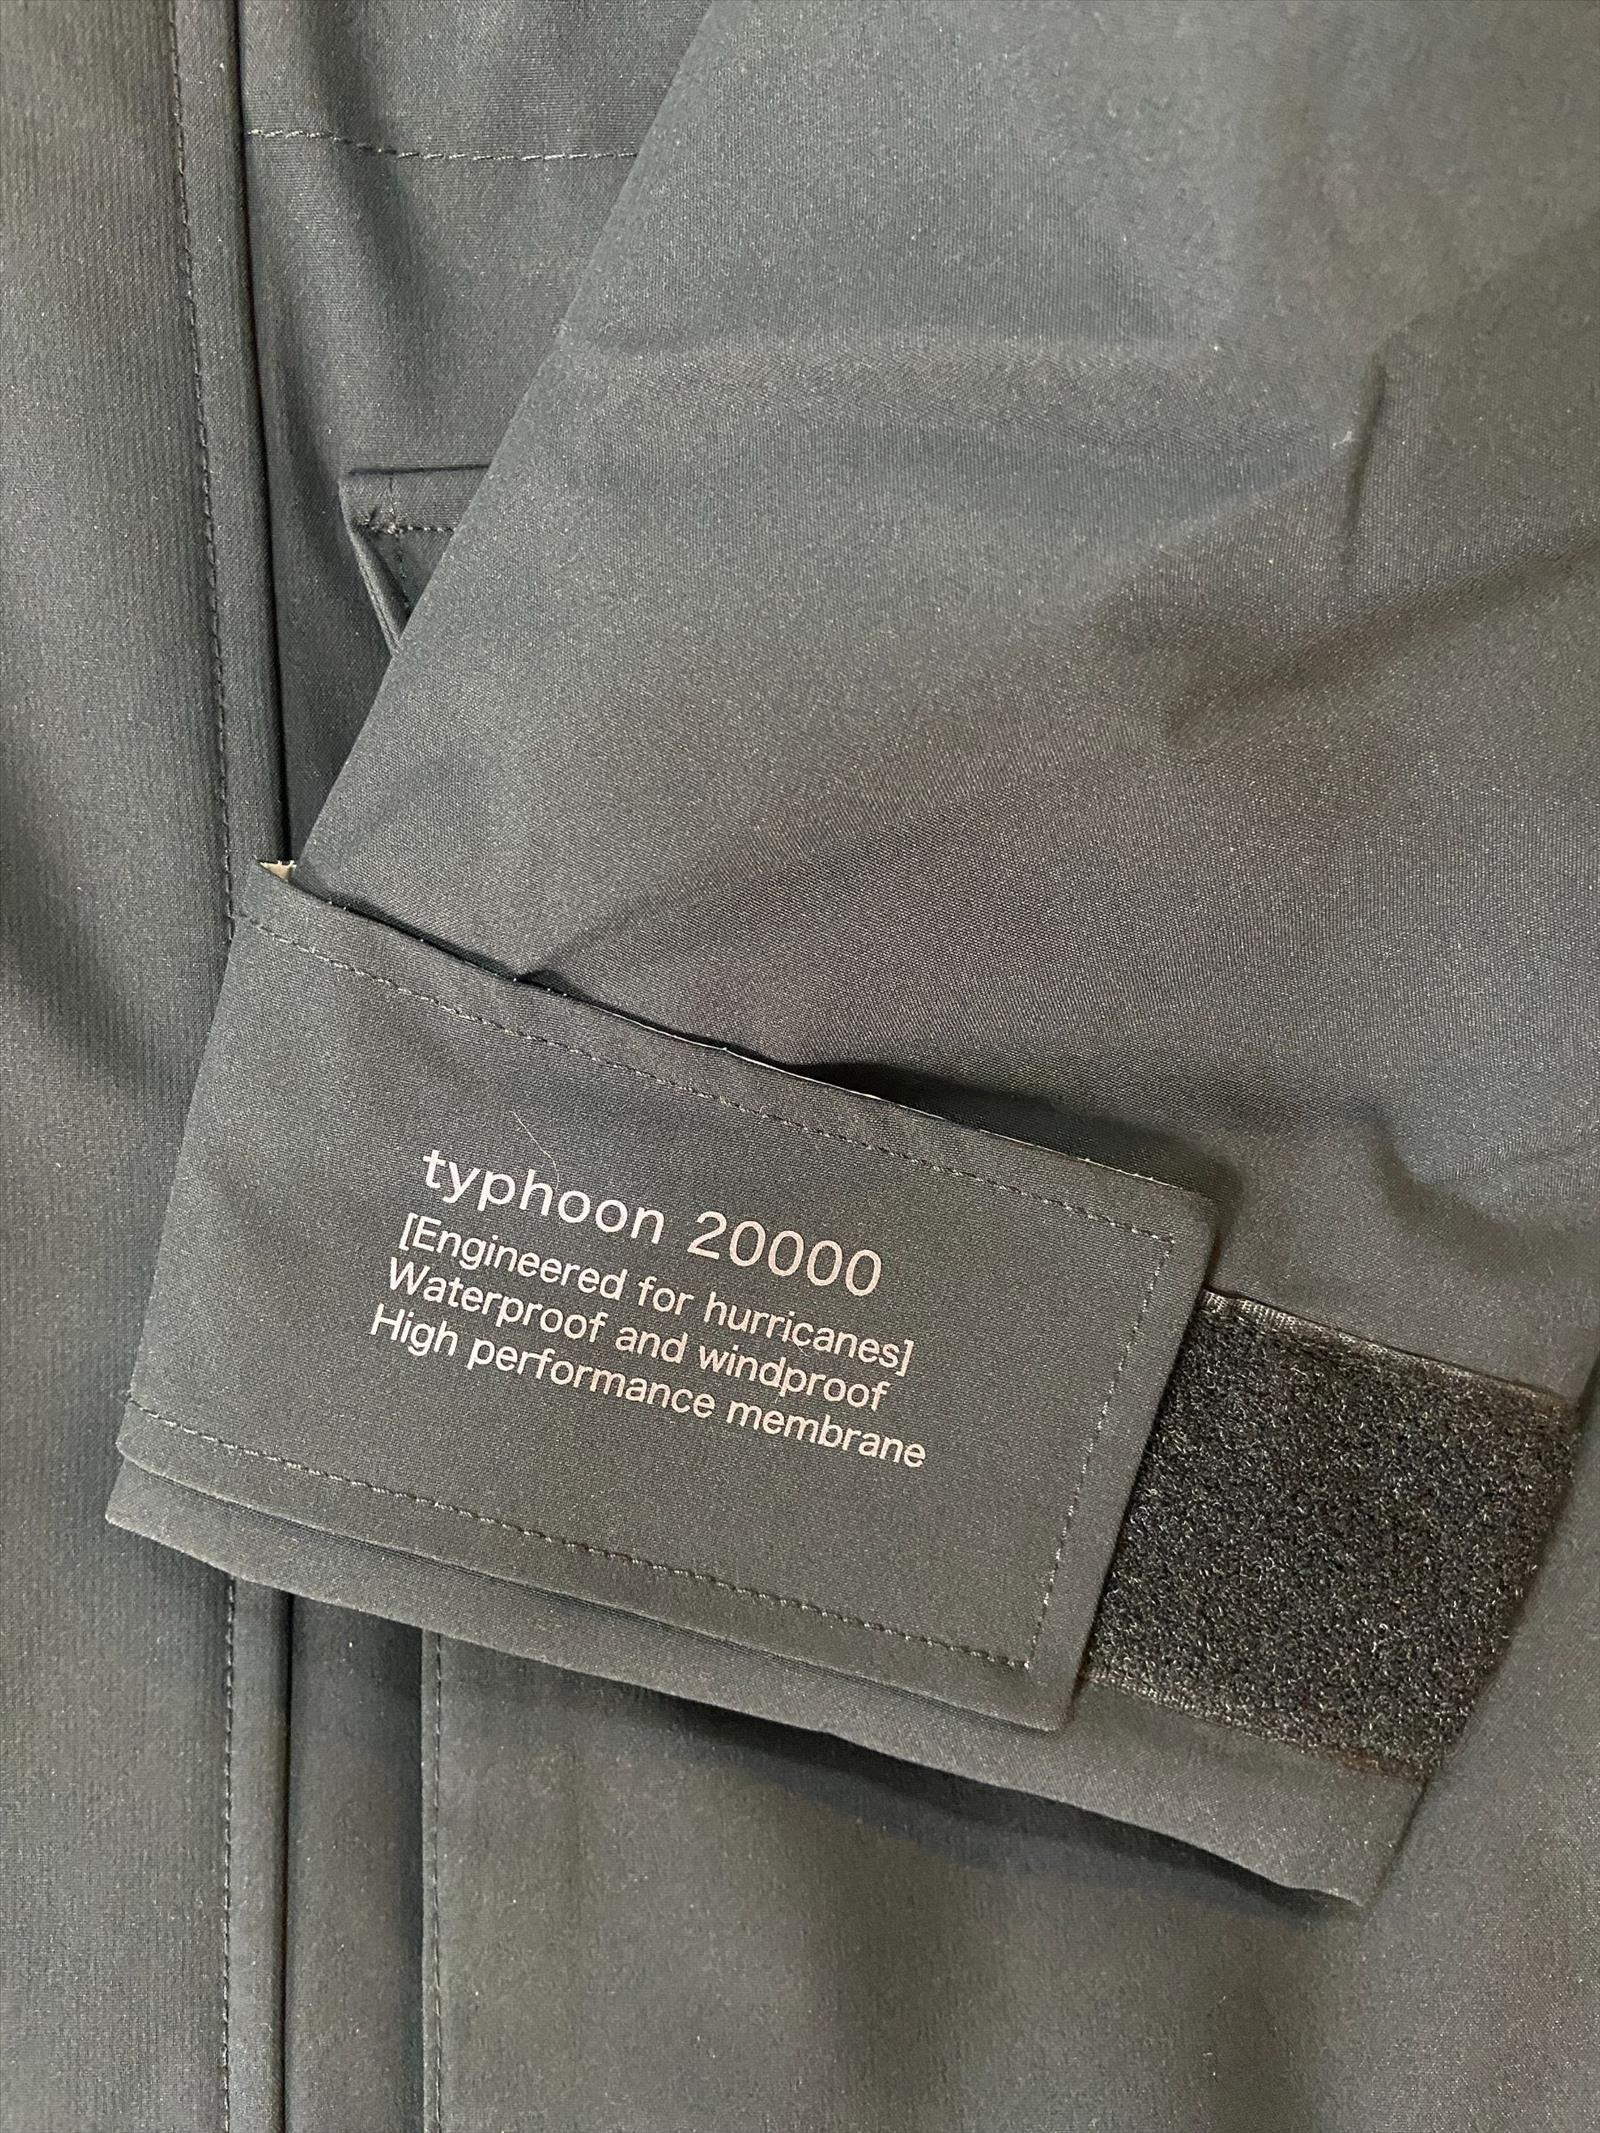 typhoon 20000
[Engineered for hurricanes]
Waterproof and windproof
High performance membrane